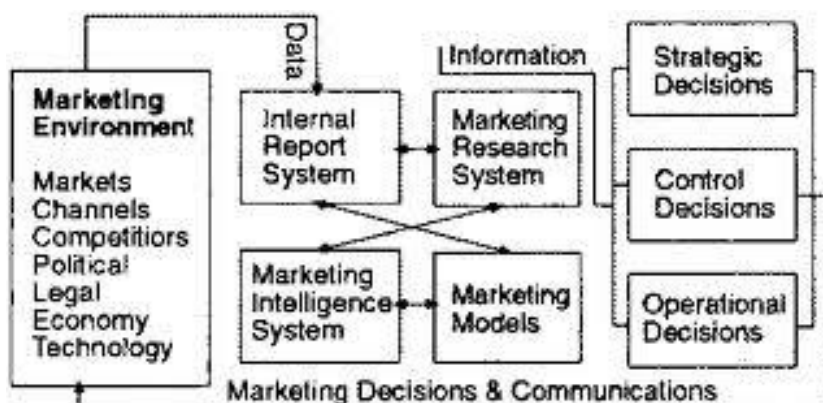 Marketing
Environment
Markets
Channels
Competitiors
Political
Legal
Economy
Technology
Data
Internal
Report
System
Marketing
Research
System
Marketing
Intelligence
System
Marketing
Models
Information
Strategic
Decisions
Control
Decisions
Operational
Decisions
Marketing Decisions & Communications